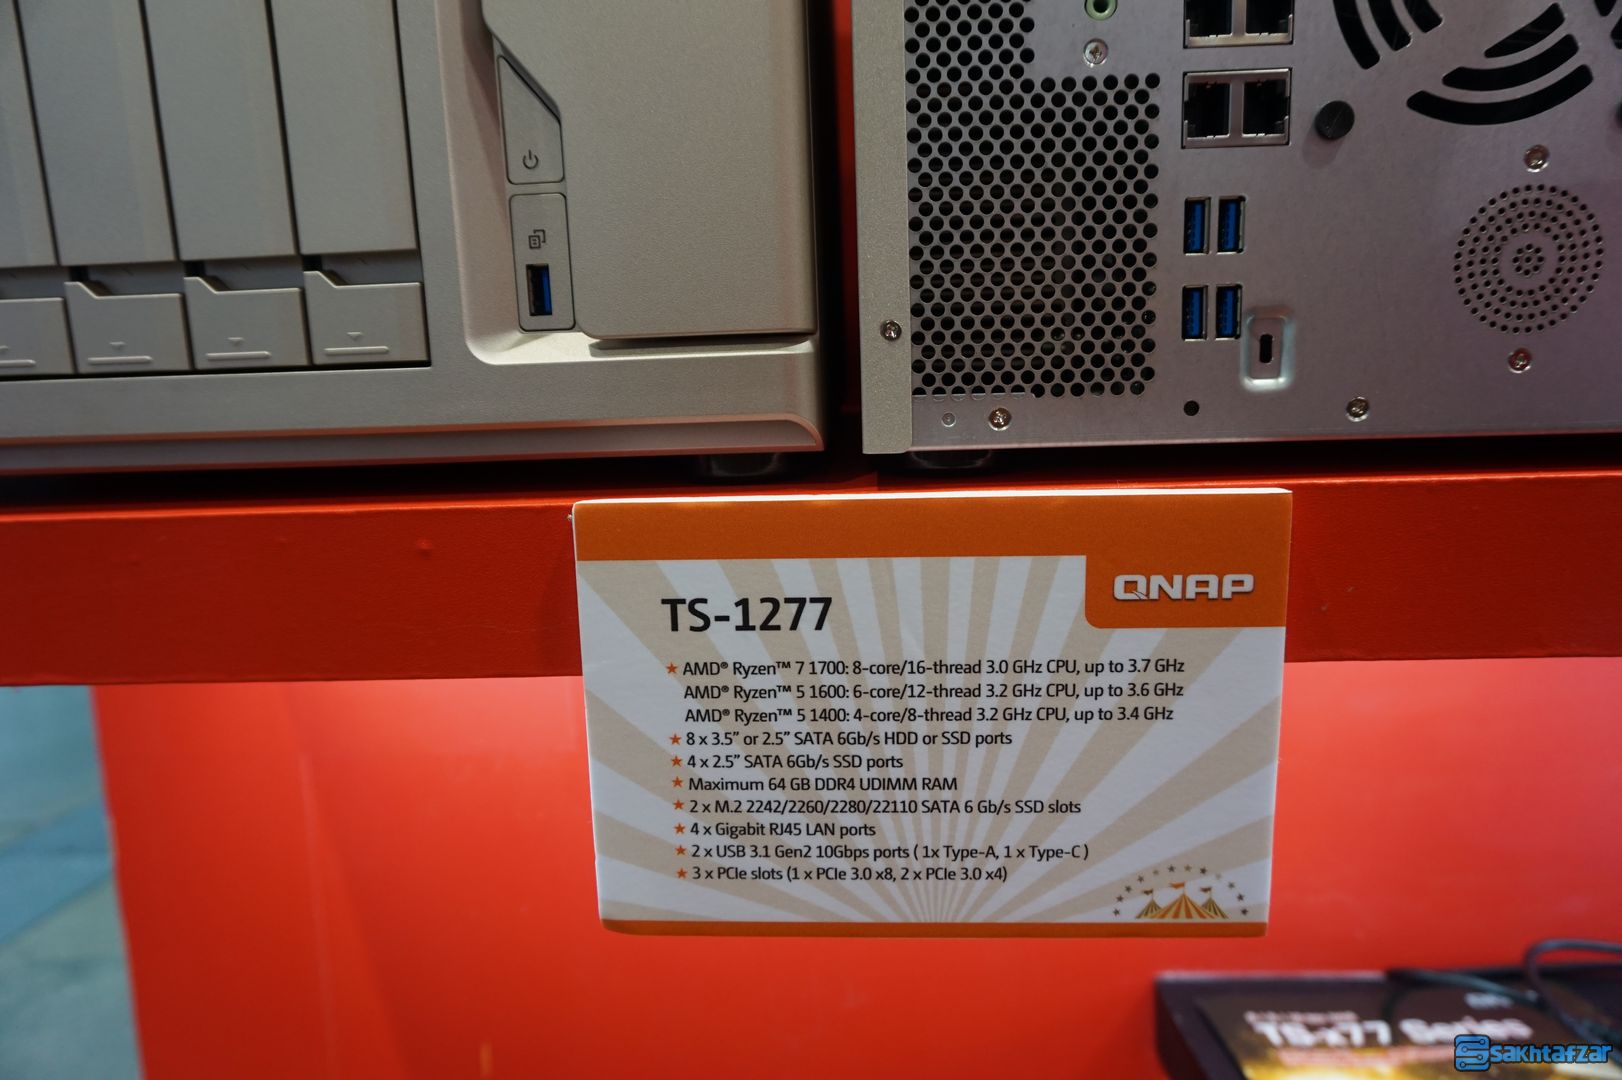 QNAP
TS-1277
★ AMD® Ryzen™ 7 1700: 8-core/16-thread 3.0 GHz CPU, up to 3.7 GHz
AMD® Ryzen™ 5 1600: 6-core/12-thread 3.2 GHz CPU, up to 3.6 GHz
AMD® Ryzen™ 5 1400: 4-core/8-thread 3.2 GHz CPU, up to 3.4 GHz
★ 8 x 3.5” or 2.5” SATA 6Gb/s HDD or SSD ports
★ 4 x 2.5” SATA 6Gb/s SSD ports
★ Maximum 64 GB DDR4 UDIMM RAM
★ 2 x M.2 2242/2260/2280/22110 SATA 6 Gb/s SSD slots
★ 4 x Gigabit RJ45 LAN ports
★ 2 x USB 3.1 Gen2 10Gbps ports ( 1x Type-A, 1 x Type-C )
★ 3 x PCIe slots (1 x PCIe 3.0 x8, 2 x PCIe 3.0 x4)
TS-x77 Series
sakhtafzar